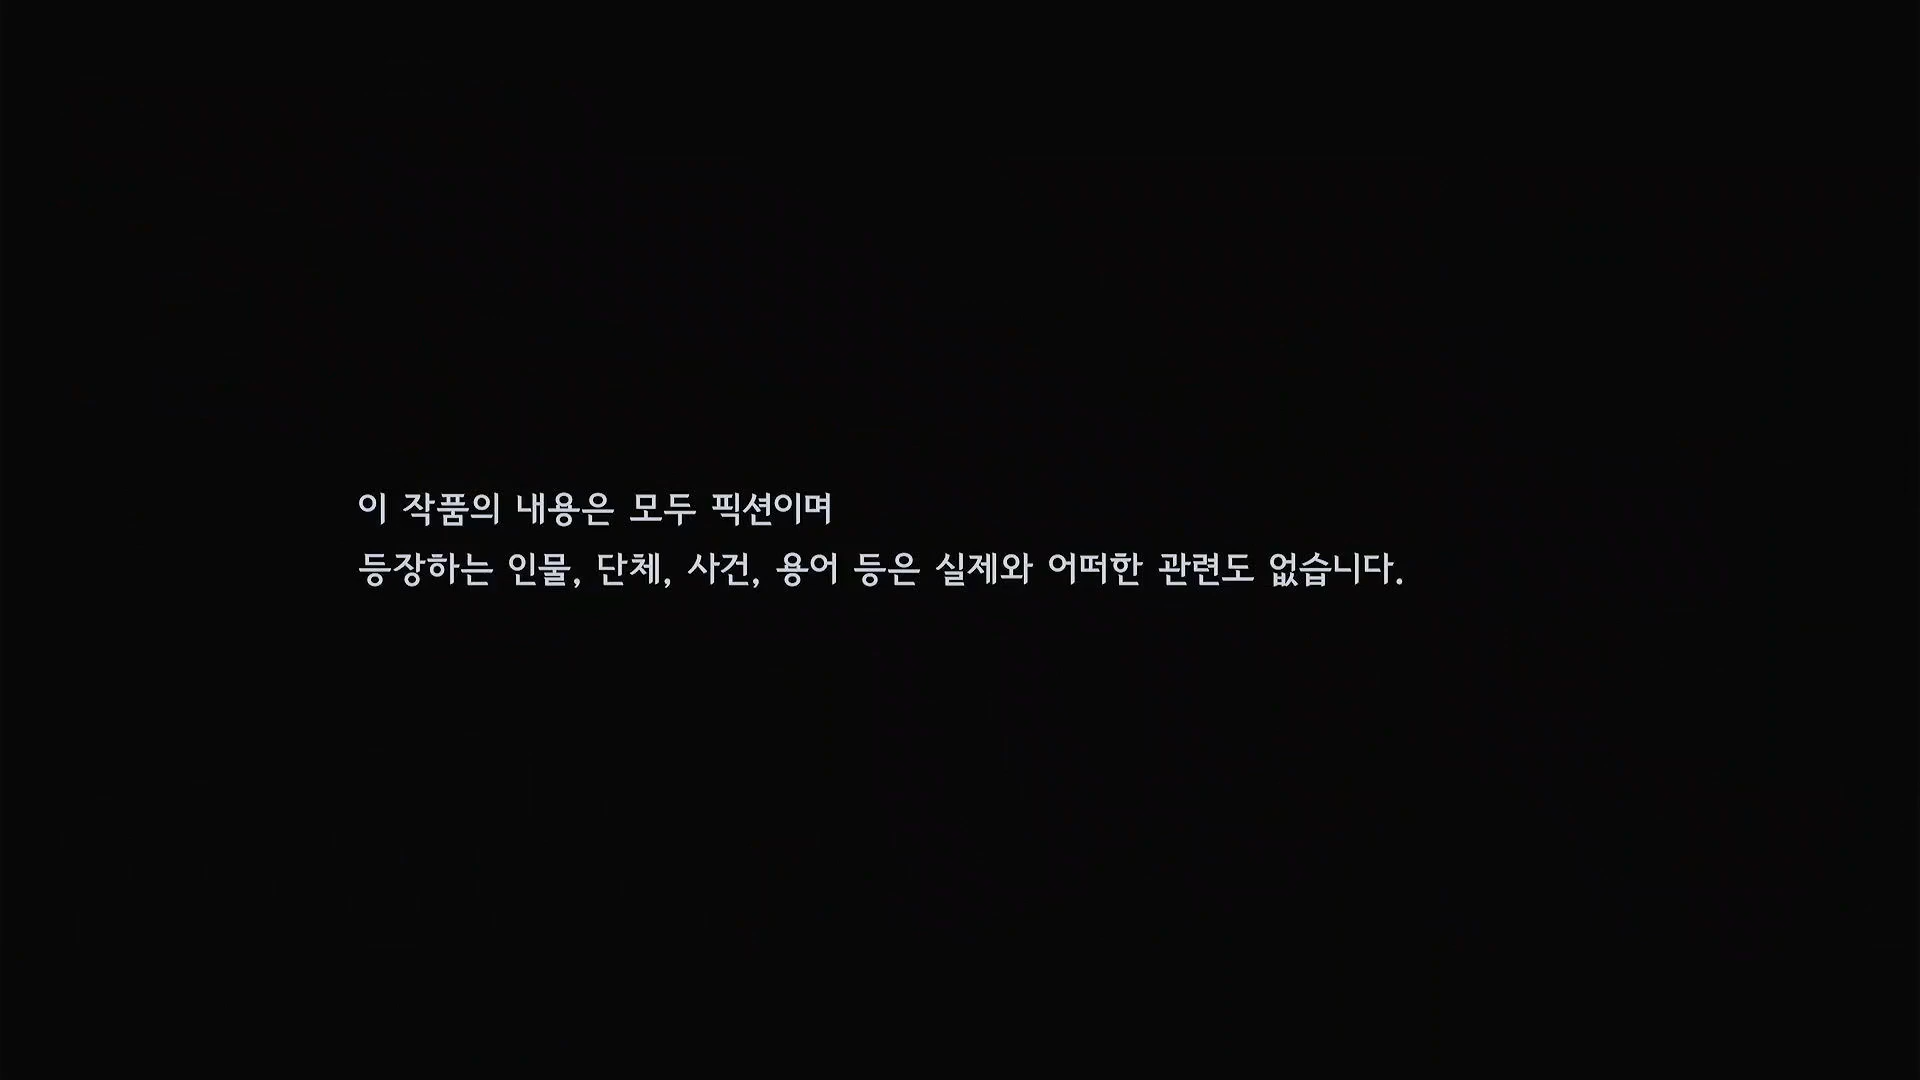 이 작품의 내용은 모두 픽션이며
등장하는 인물, 단체, 사건, 용어 등은 실제와 어떠한 관련도 없습니다.